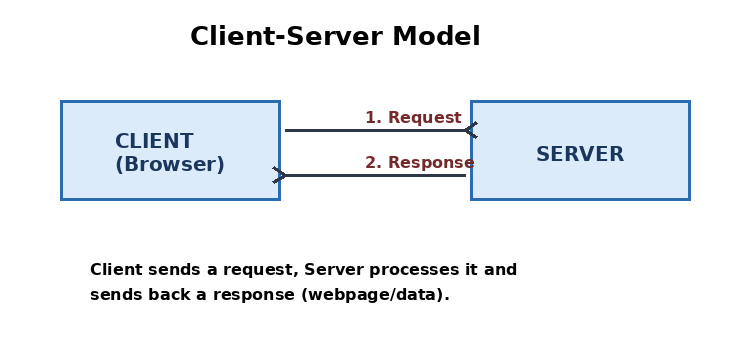 Client-Server Model
1. Request
CLIENT
(Browser)
SERVER
2. Response
Client sends a request, Server processes it and
sends back a response (webpage/data).